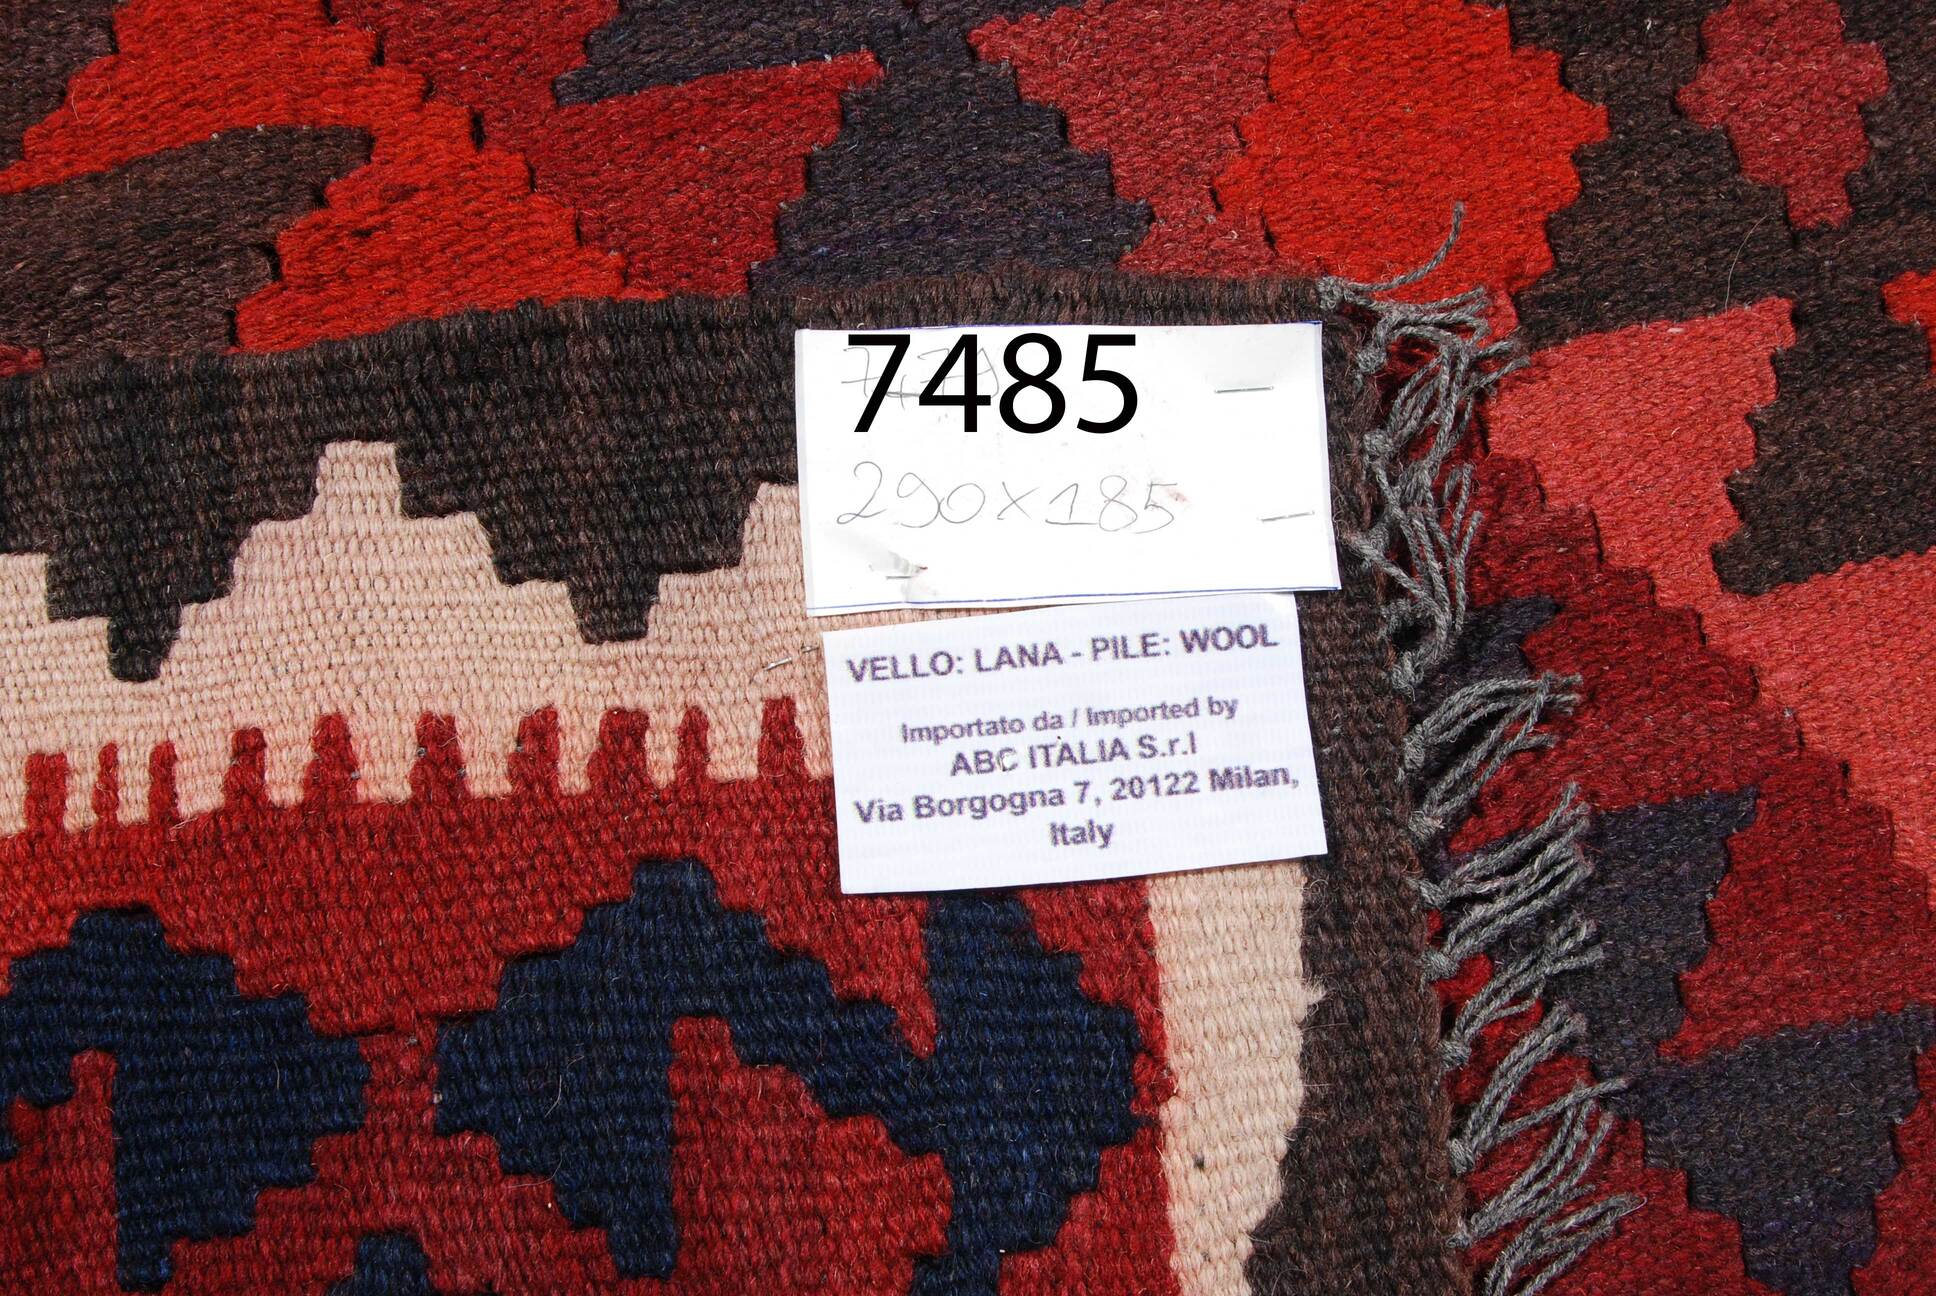 7485
290x185
VELLO: LANA - PILE: WOOL
Importato da / Imported by
ABC ITALIA S.r.l
Via Borgogna 7, 20122 Milan,
Italy